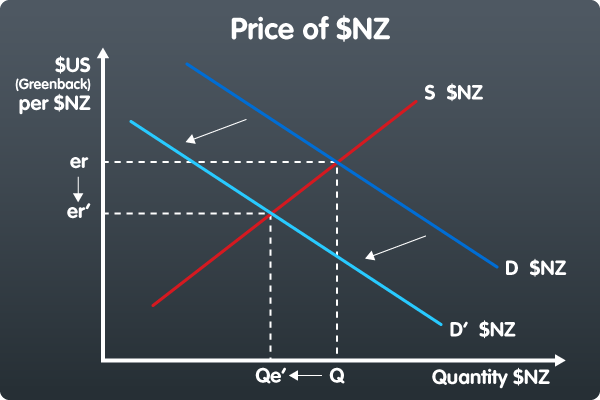 Price of $NZ
$US
(Greenback)
per $NZ
S $NZ
er
er′
D $NZ
D′ $NZ
Qe′
Q
Quantity $NZ